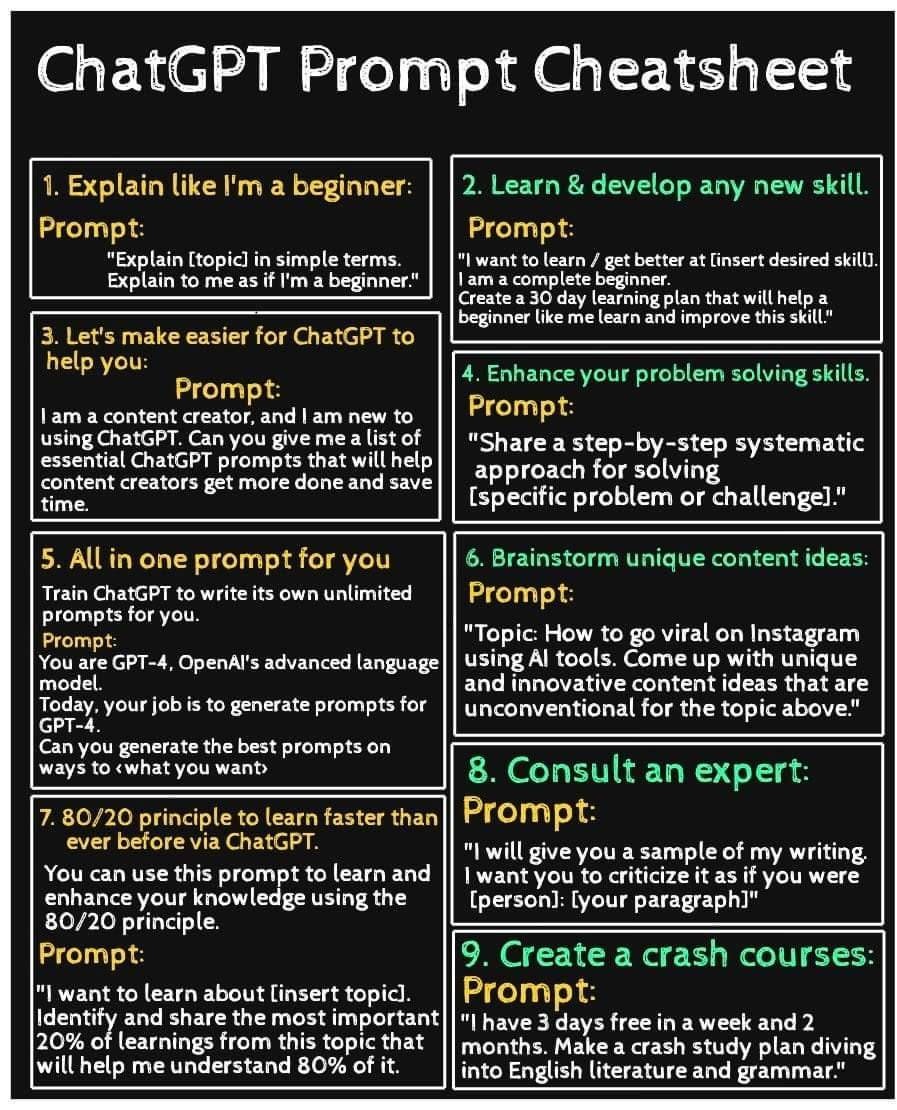 ChatGPT Prompt Cheatsheet
1. Explain like I'm a beginner:
Prompt:
"Explain [topic] in simple terms.
Explain to me as if I'm a beginner."
2. Learn & develop any new skill.
Prompt:
"I want to learn / get better at [insert desired skill].
I am a complete beginner.
Create a 30 day learning plan that will help a
beginner like me learn and improve this skill."
3. Let's make easier for ChatGPT to
help you:
Prompt:
I am a content creator, and I am new to
using ChatGPT. Can you give me a list of
essential ChatGPT prompts that will help
content creators get more done and save
time.
4. Enhance your problem solving skills.
Prompt:
"Share a step-by-step systematic
approach for solving
[specific problem or challenge]."
5. All in one prompt for you
Train ChatGPT to write its own unlimited
prompts for you.
Prompt:
You are GPT-4, OpenAI's advanced language
model.
Today, your job is to generate prompts for
GPT-4.
Can you generate the best prompts on
ways to <what you want>
6. Brainstorm unique content ideas:
Prompt:
"Topic: How to go viral on Instagram
using AI tools. Come up with unique
and innovative content ideas that are
unconventional for the topic above."
7. 80/20 principle to learn faster than
ever before via ChatGPT.
You can use this prompt to learn and
enhance your knowledge using the
80/20 principle.
Prompt:
"I want to learn about [insert topic].
Identify and share the most important
20% of learnings from this topic that
will help me understand 80% of it.
8. Consult an expert:
Prompt:
"I will give you a sample of my writing.
I want you to criticize it as if you were
[person]: [your paragraph]"
9. Create a crash courses:
Prompt:
"I have 3 days free in a week and 2
months. Make a crash study plan diving
into English literature and grammar."